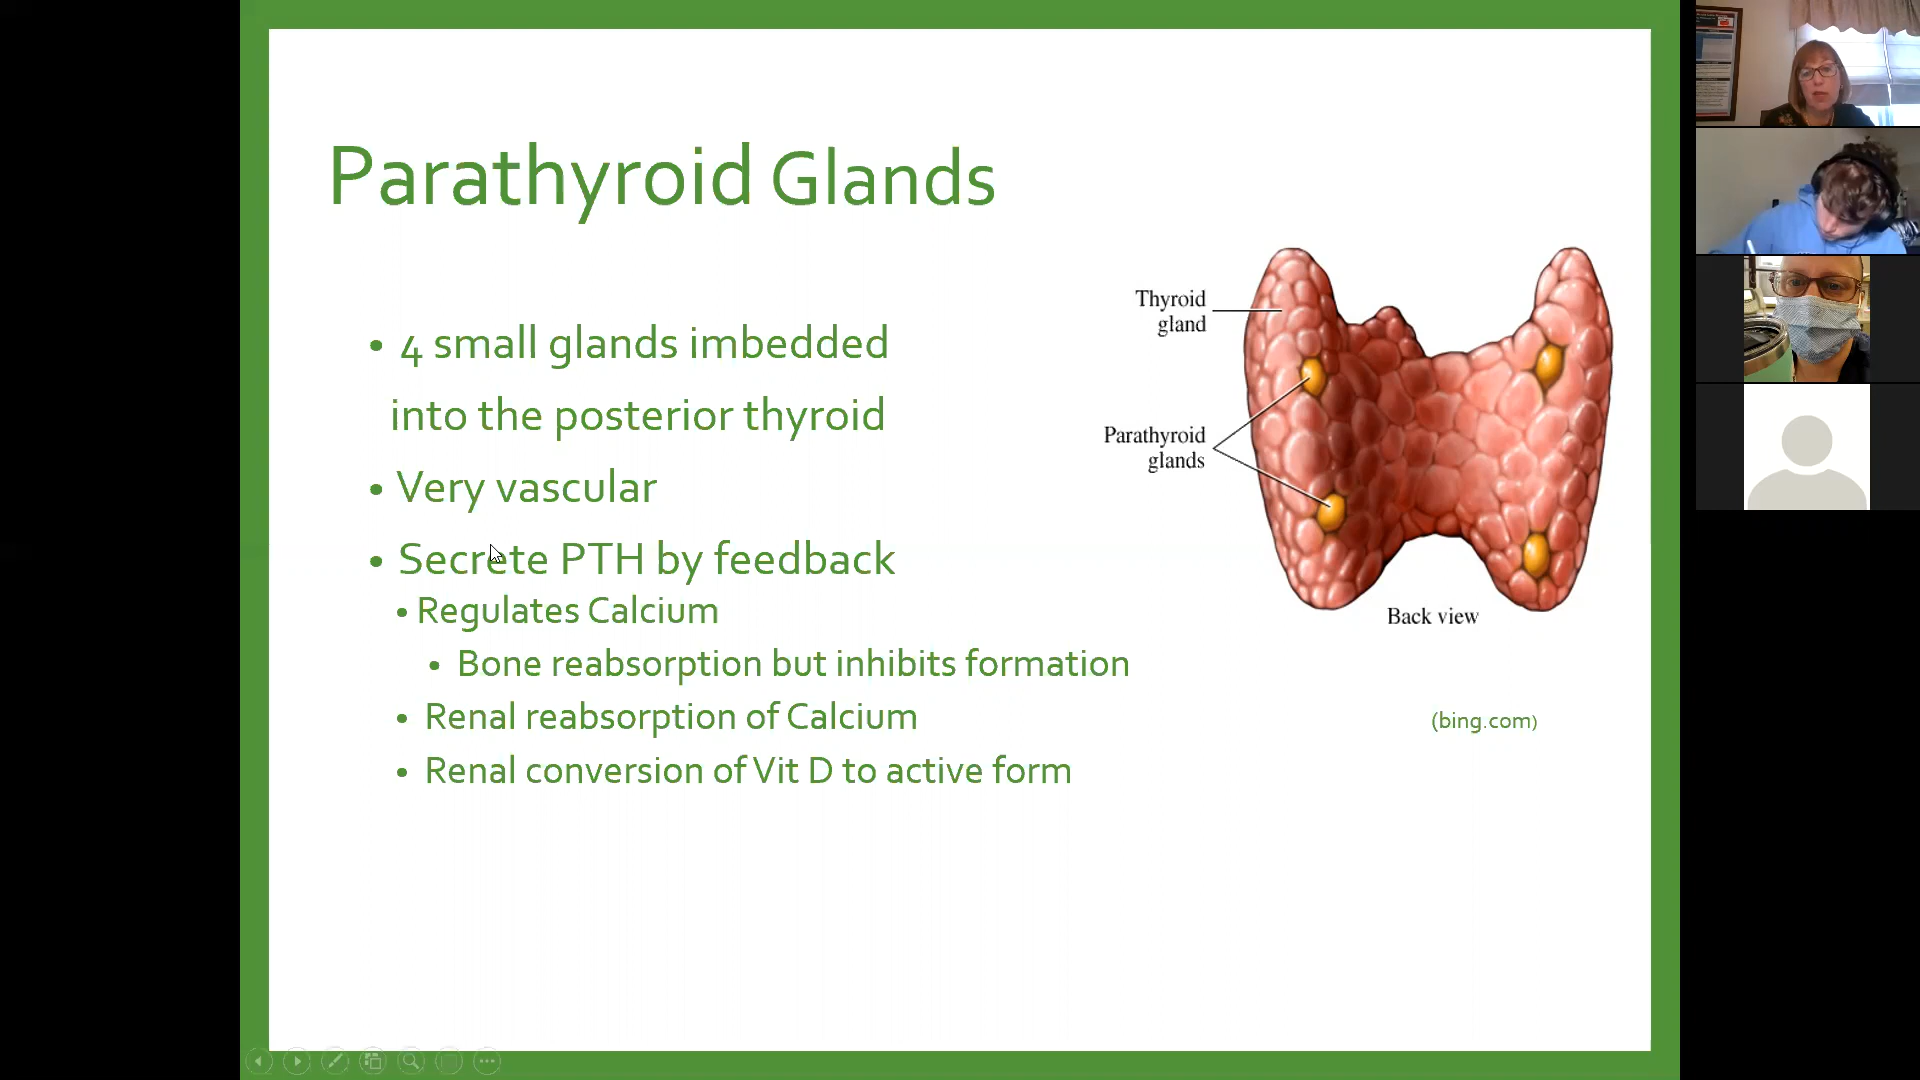 Parathyroid Glands
• 4 small glands imbedded
into the posterior thyroid
• Very vascular
• Secrete PTH by feedback
• Regulates Calcium
• Bone reabsorption but inhibits formation
• Renal reabsorption of Calcium
• Renal conversion of Vit D to active form
Thyroid
gland
Parathyroid
glands
Back view
(bing.com)